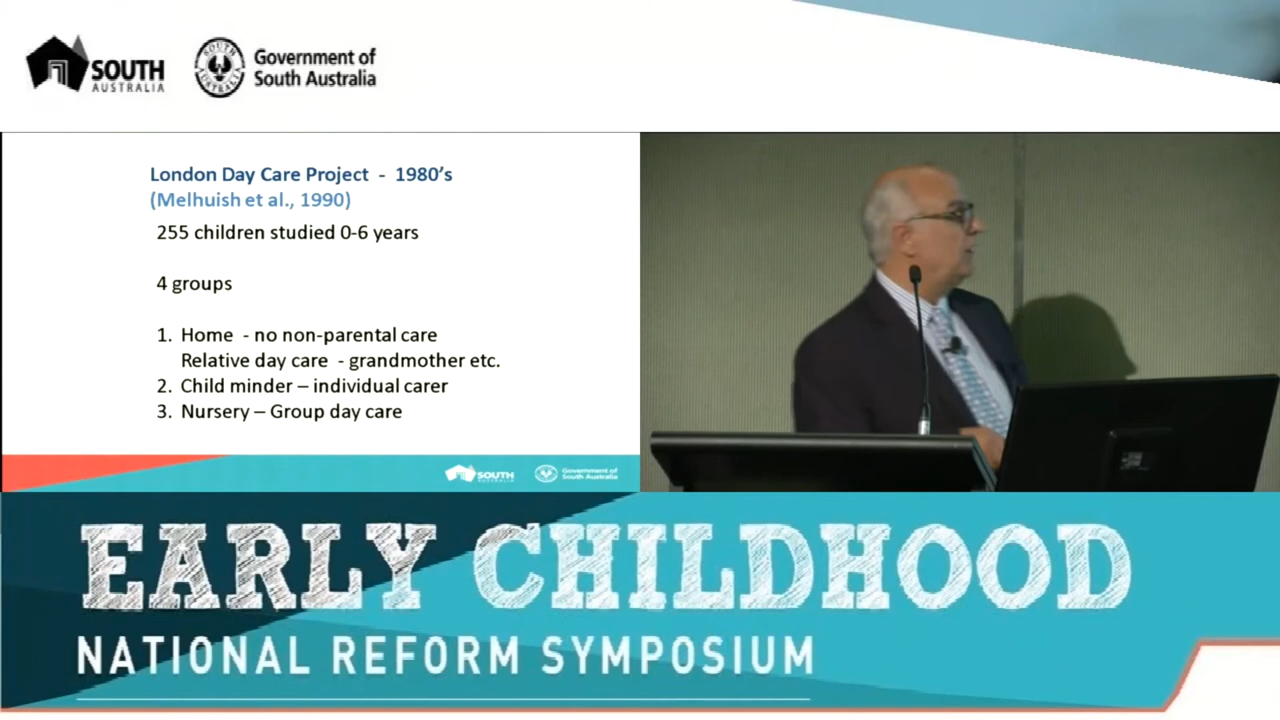 SOUTH
AUSTRALIA
Government of
South Australia
London Day Care Project - 1980's
(Melhuish et al., 1990)
255 children studied 0-6 years
4 groups
1. Home - no non-parental care
Relative day care - grandmother etc.
2. Child minder – individual carer
3. Nursery – Group day care
SOUTH
AUSTRALIA
Government of
South Australia
EARLY CHILDHOOD
NATIONAL REFORM SYMPOSIUM